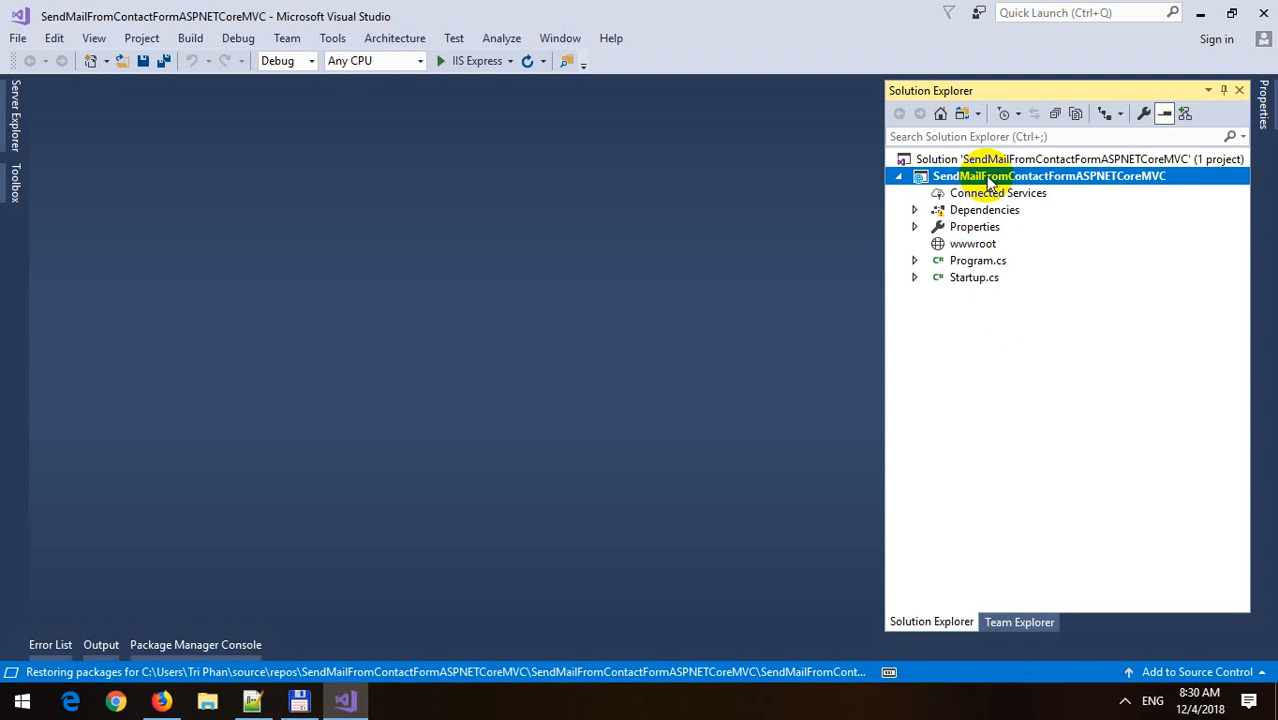 SendMailFromContactFormASPNETCoreMVC - Microsoft Visual Studio
Quick Launch (Ctrl+Q)
File Edit View Project Build Debug Team Tools Architecture Test Analyze Window Help
Sign in
Debug Any CPU IIS Express
Server Explorer
Toolbox
Solution Explorer
Search Solution Explorer (Ctrl+;)
Solution 'SendMailFromContactFormASPNETCoreMVC' (1 project)
SendMailFromContactFormASPNETCoreMVC
Connected Services
Dependencies
Properties
wwwroot
C# Program.cs
C# Startup.cs
Properties
Solution Explorer Team Explorer
Error List Output Package Manager Console
Restoring packages for C:\Users\Tri Phan\source\repos\SendMailFromContactFormASPNETCoreMVC\SendMailFromContactFormASPNETCoreMVC\SendMailFromCont...
Add to Source Control
ENG
8:30 AM
12/4/2018